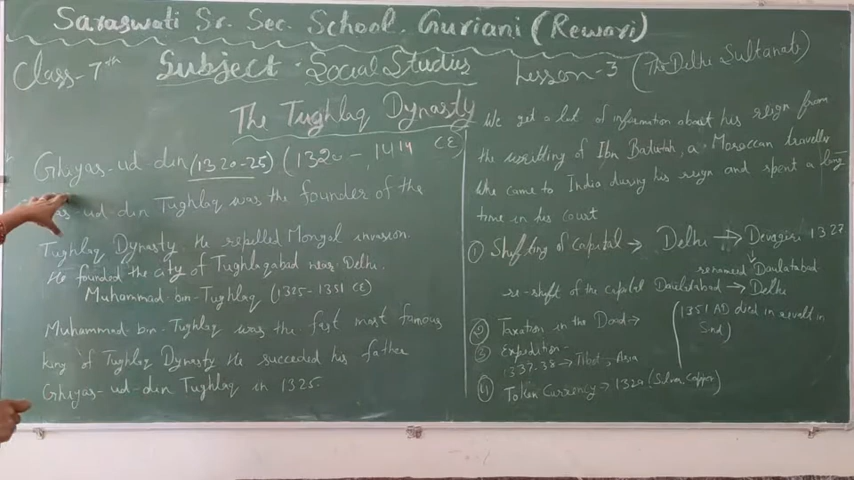 Saraswati Sr. Sec. School. Guriani (Rewari)
Class-7th Subject - Social Studies Lesson-3 (The Delhi Sultanate)
The Tughlaq Dynasty
(1320 - 1414 CE)
Ghiyas-ud-din (1320-25)
as-ud-din Tughlaq was the founder of the
Tughlaq Dynasty. He repelled Mongol invasion.
He founded the city of Tughlaqabad near Delhi.
Muhammad-bin-Tughlaq (1325-1351 CE)
Muhammad-bin-Tughlaq was the most famous
king of Tughlaq Dynasty He succeded his father
Ghiyas-ud-din Tughlaq in 1325.
We get a lot of information about his reign from
the of Ibn Batutah, a Moroccan traveller
who came to India during his reign and spent a long
time in his court
① Shifting of Capital → Delhi → Devagiri 1327
renamed Daulatabad
re-shift of the capital Daulatabad → Delhi
② Taxation in the Doab →
(1351 AD died in revolt in
Sind)
③ Expedition -
1337-38 → Tibet, Asia
④ Token Currency → 1329 (Silver, Copper)